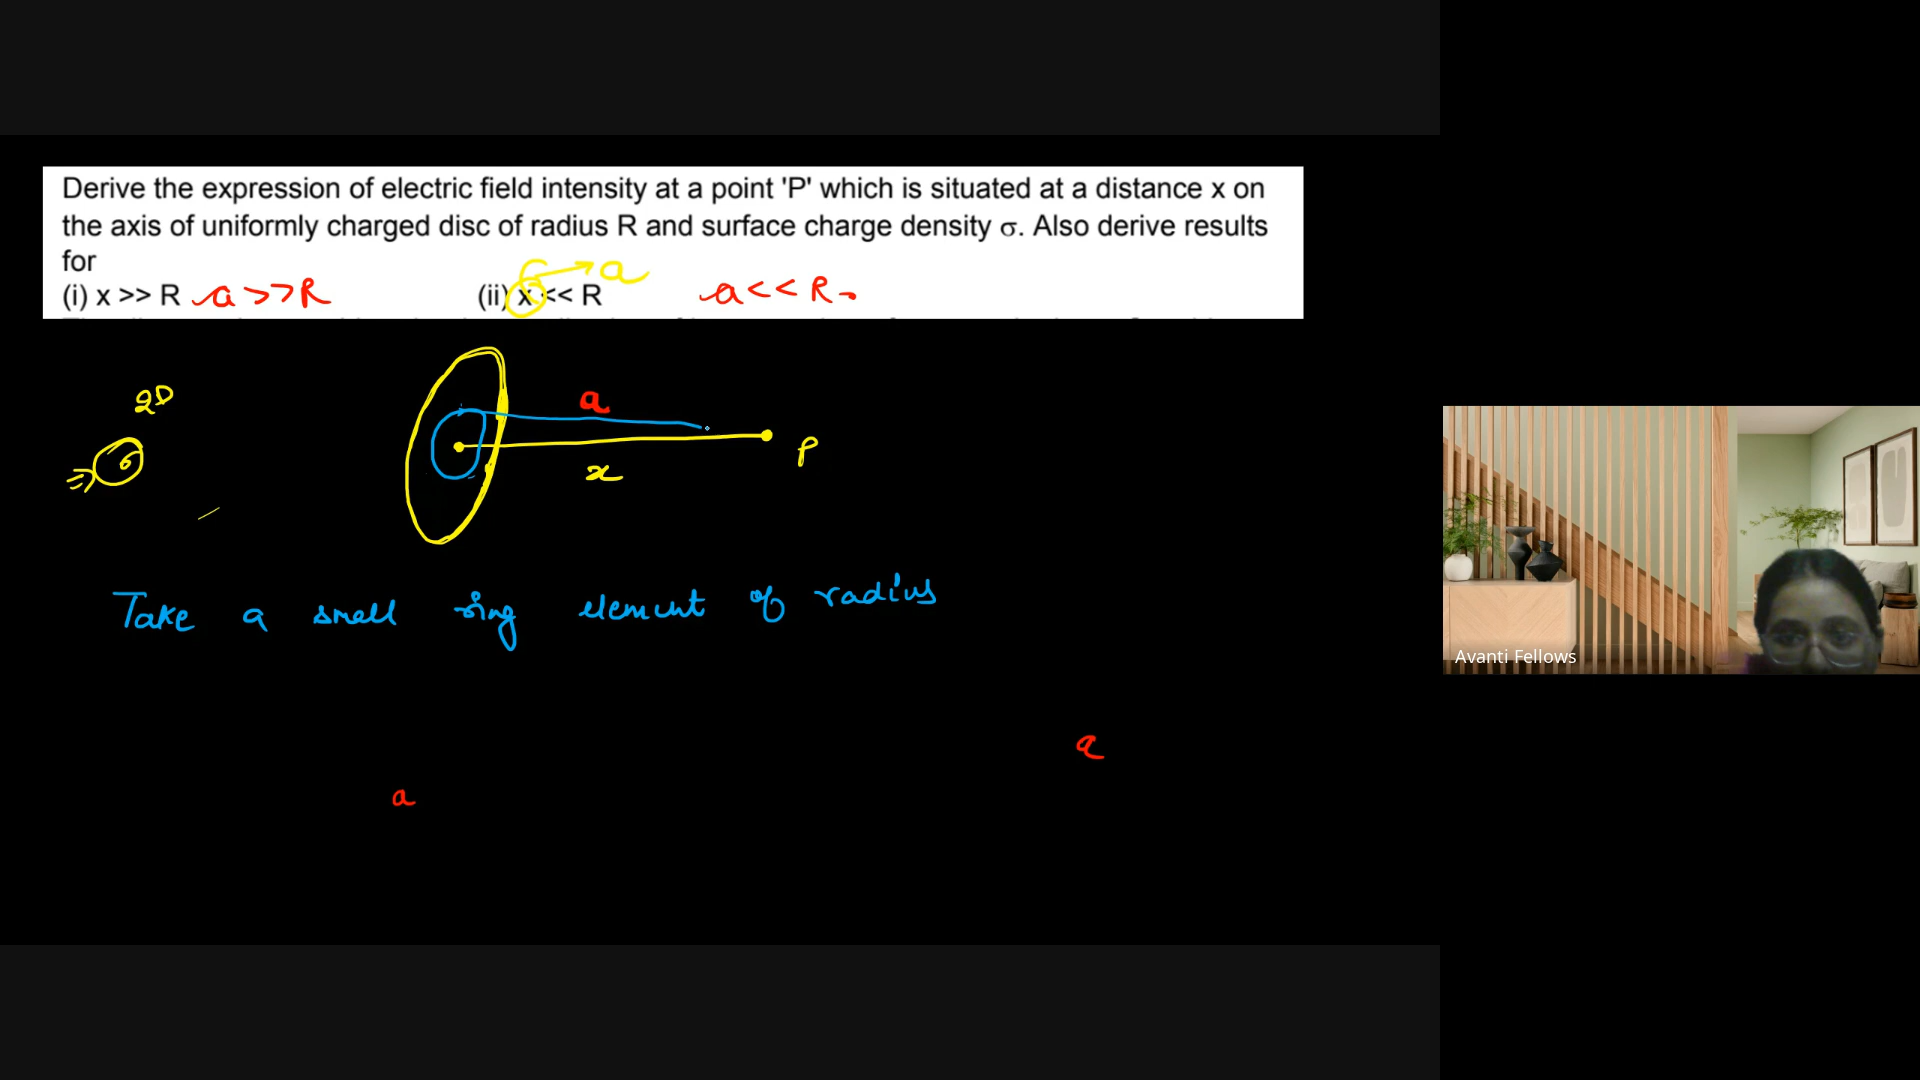 Derive the expression of electric field intensity at a point 'P' which is situated at a distance x on
the axis of uniformly charged disc of radius R and surface charge density σ. Also derive results
for
a
(i) x >> R a>>R (ii) x << R a<< R
2D
a
σ
P
x
Take a small ring element of radius
Avanti Fellows
a
a